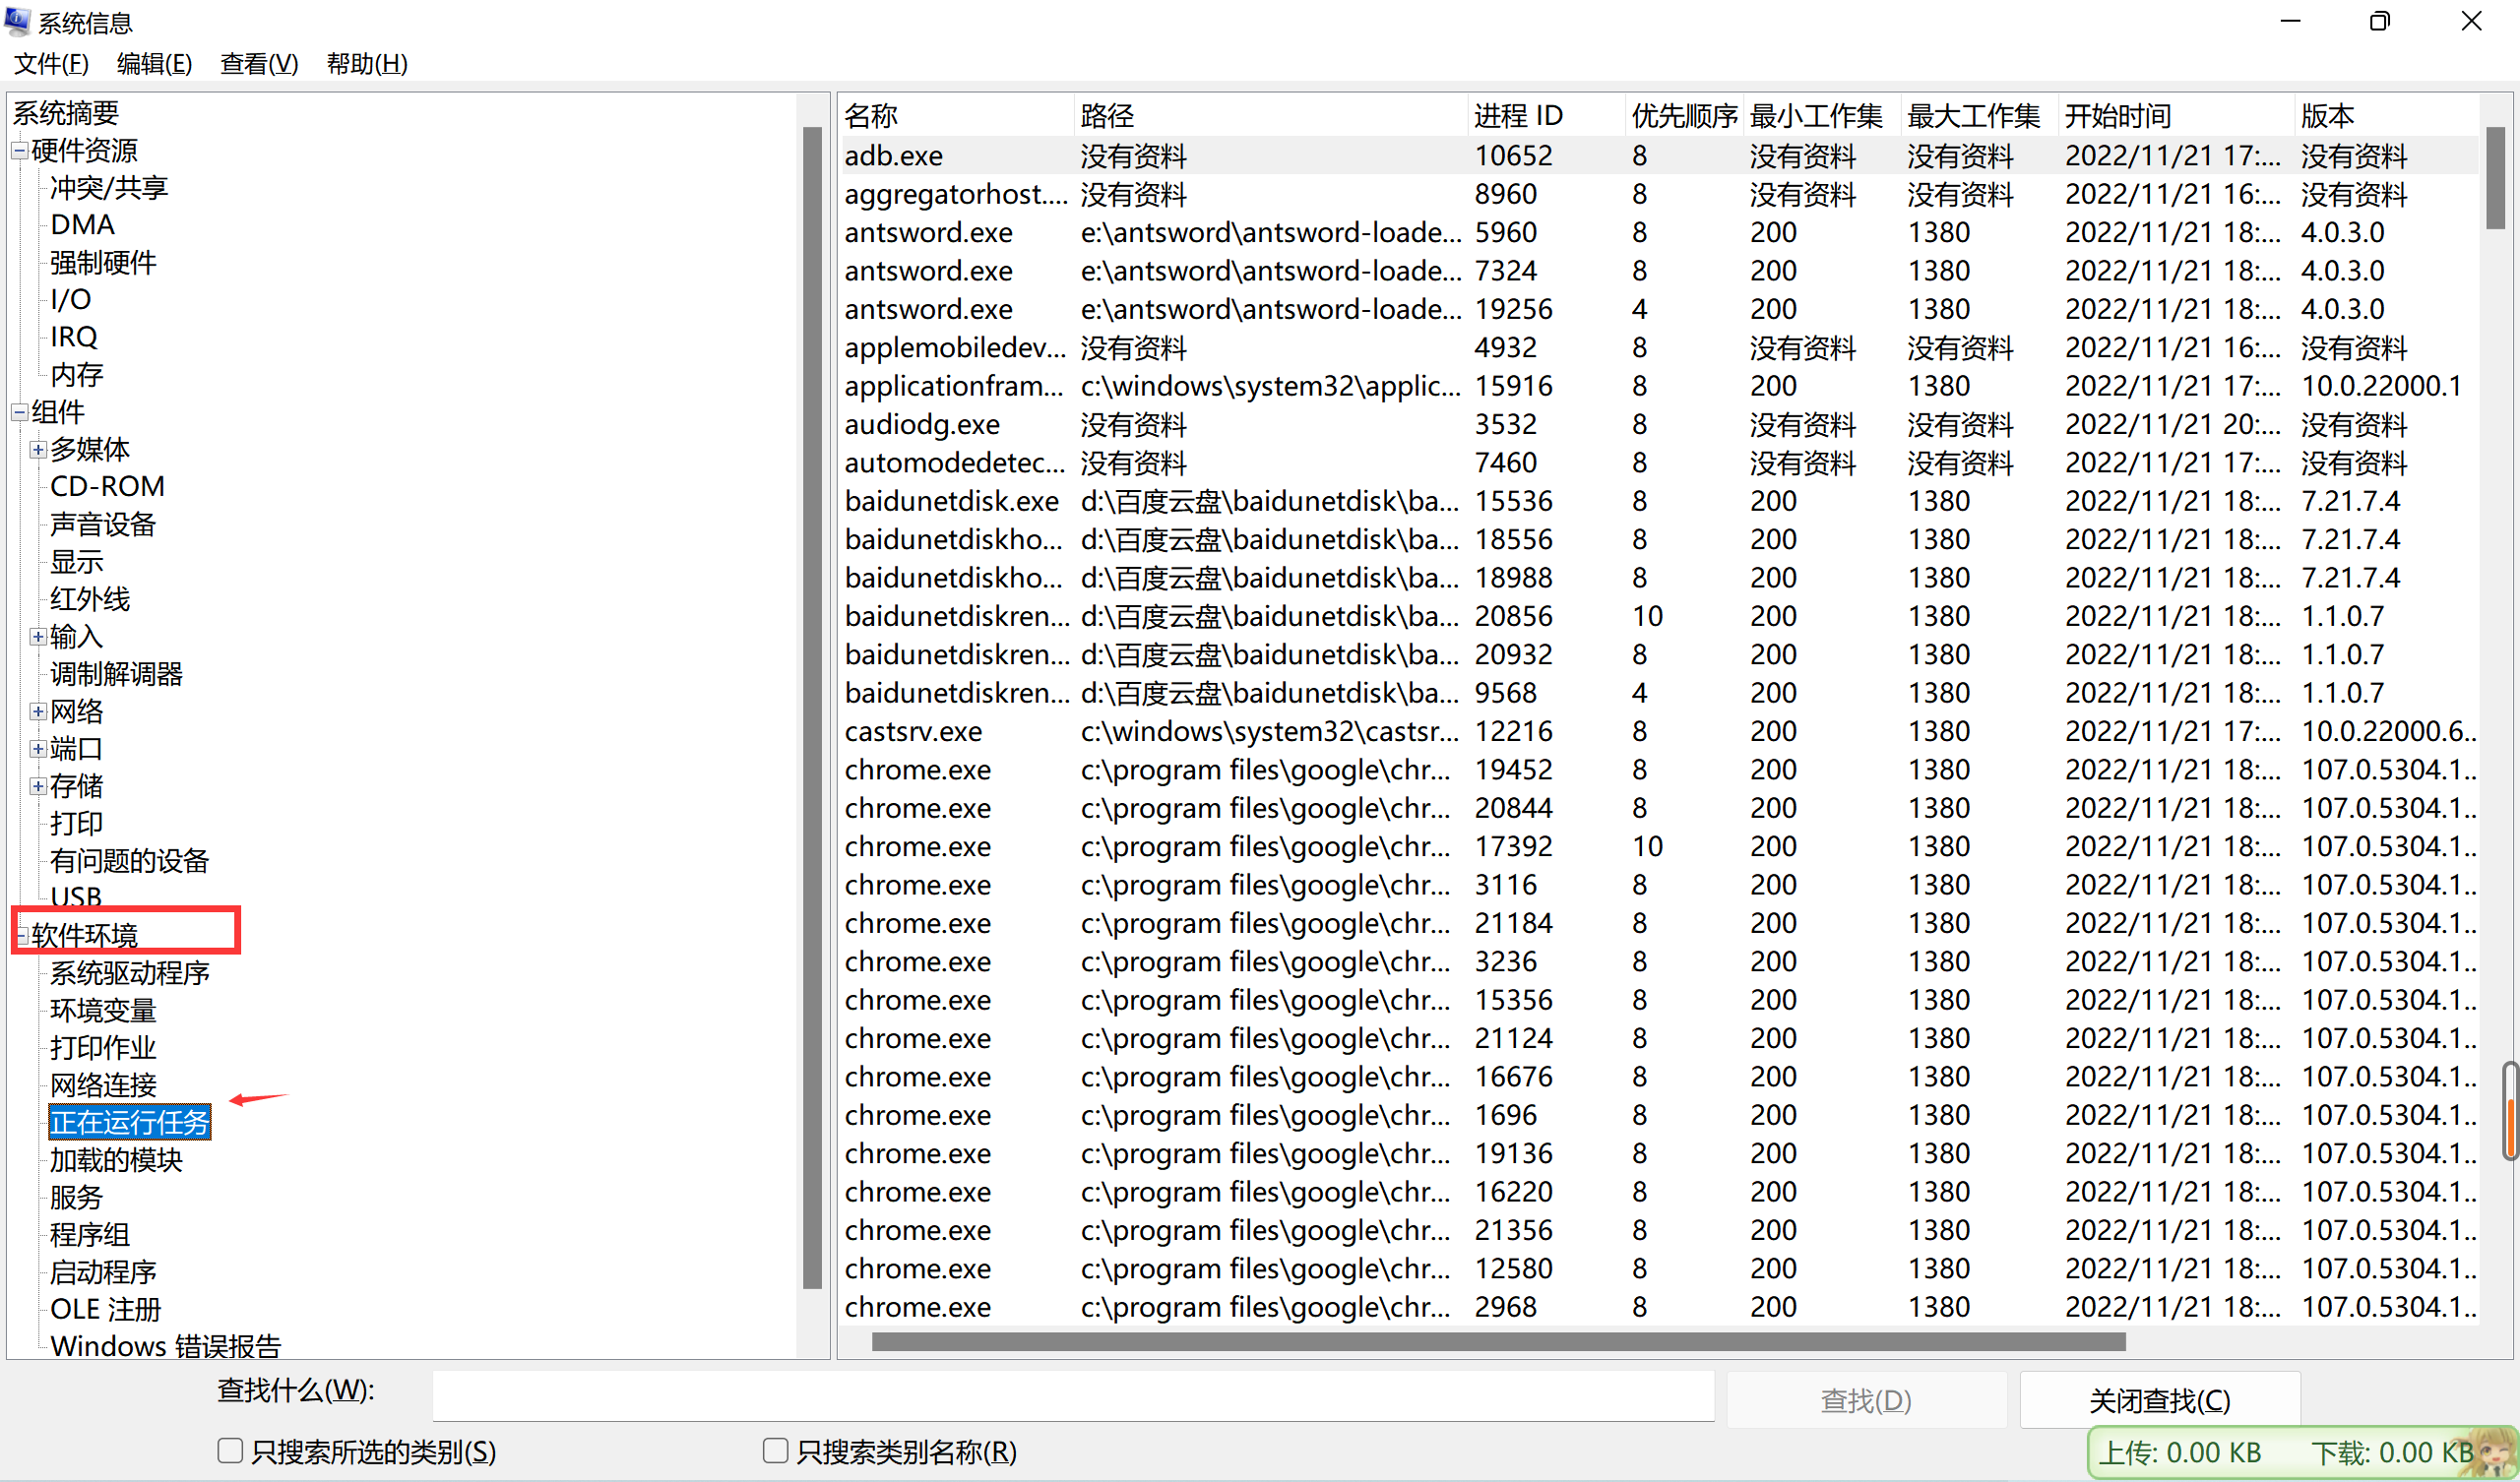 系统信息
文件(F) 编辑(E) 查看(V) 帮助(H)
系统摘要
硬件资源
冲突/共享
DMA
强制硬件
I/O
IRQ
内存
组件
多媒体
CD-ROM
声音设备
显示
红外线
输入
调制解调器
网络
端口
存储
打印
有问题的设备
USB
软件环境
系统驱动程序
环境变量
打印作业
网络连接
正在运行任务
加载的模块
服务
程序组
启动程序
OLE 注册
Windows 错误报告
名称 路径 进程 ID 优先顺序 最小工作集 最大工作集 开始时间 版本
adb.exe 没有资料 10652 8 没有资料 没有资料 2022/11/21 17:... 没有资料
aggregatorhost.... 没有资料 8960 8 没有资料 没有资料 2022/11/21 16:... 没有资料
antsword.exe e:\antsword\antsword-loade... 5960 8 200 1380 2022/11/21 18:... 4.0.3.0
antsword.exe e:\antsword\antsword-loade... 7324 8 200 1380 2022/11/21 18:... 4.0.3.0
antsword.exe e:\antsword\antsword-loade... 19256 4 200 1380 2022/11/21 18:... 4.0.3.0
applemobiledev... 没有资料 4932 8 没有资料 没有资料 2022/11/21 16:... 没有资料
applicationfram... c:\windows\system32\applic... 15916 8 200 1380 2022/11/21 17:... 10.0.22000.1
audiodg.exe 没有资料 3532 8 没有资料 没有资料 2022/11/21 20:... 没有资料
automodedetec... 没有资料 7460 8 没有资料 没有资料 2022/11/21 17:... 没有资料
baidunetdisk.exe d:\百度云盘\baidunetdisk\ba... 15536 8 200 1380 2022/11/21 18:... 7.21.7.4
baidunetdiskho... d:\百度云盘\baidunetdisk\ba... 18556 8 200 1380 2022/11/21 18:... 7.21.7.4
baidunetdiskho... d:\百度云盘\baidunetdisk\ba... 18988 8 200 1380 2022/11/21 18:... 7.21.7.4
baidunetdiskren... d:\百度云盘\baidunetdisk\ba... 20856 10 200 1380 2022/11/21 18:... 1.1.0.7
baidunetdiskren... d:\百度云盘\baidunetdisk\ba... 20932 8 200 1380 2022/11/21 18:... 1.1.0.7
baidunetdiskren... d:\百度云盘\baidunetdisk\ba... 9568 4 200 1380 2022/11/21 18:... 1.1.0.7
castsrv.exe c:\windows\system32\castsr... 12216 8 200 1380 2022/11/21 17:... 10.0.22000.6..
chrome.exe c:\program files\google\chr... 19452 8 200 1380 2022/11/21 18:... 107.0.5304.1..
chrome.exe c:\program files\google\chr... 20844 8 200 1380 2022/11/21 18:... 107.0.5304.1..
chrome.exe c:\program files\google\chr... 17392 10 200 1380 2022/11/21 18:... 107.0.5304.1..
chrome.exe c:\program files\google\chr... 3116 8 200 1380 2022/11/21 18:... 107.0.5304.1..
chrome.exe c:\program files\google\chr... 21184 8 200 1380 2022/11/21 18:... 107.0.5304.1..
chrome.exe c:\program files\google\chr... 3236 8 200 1380 2022/11/21 18:... 107.0.5304.1..
chrome.exe c:\program files\google\chr... 15356 8 200 1380 2022/11/21 18:... 107.0.5304.1..
chrome.exe c:\program files\google\chr... 21124 8 200 1380 2022/11/21 18:... 107.0.5304.1..
chrome.exe c:\program files\google\chr... 16676 8 200 1380 2022/11/21 18:... 107.0.5304.1..
chrome.exe c:\program files\google\chr... 1696 8 200 1380 2022/11/21 18:... 107.0.5304.1..
chrome.exe c:\program files\google\chr... 19136 8 200 1380 2022/11/21 18:... 107.0.5304.1..
chrome.exe c:\program files\google\chr... 16220 8 200 1380 2022/11/21 18:... 107.0.5304.1..
chrome.exe c:\program files\google\chr... 21356 8 200 1380 2022/11/21 18:... 107.0.5304.1..
chrome.exe c:\program files\google\chr... 12580 8 200 1380 2022/11/21 18:... 107.0.5304.1..
chrome.exe c:\program files\google\chr... 2968 8 200 1380 2022/11/21 18:... 107.0.5304.1..
查找什么(W): 查找(D) 关闭查找(C)
只搜索所选的类别(S) 只搜索类别名称(R)
上传: 0.00 KB 下载: 0.00 KB